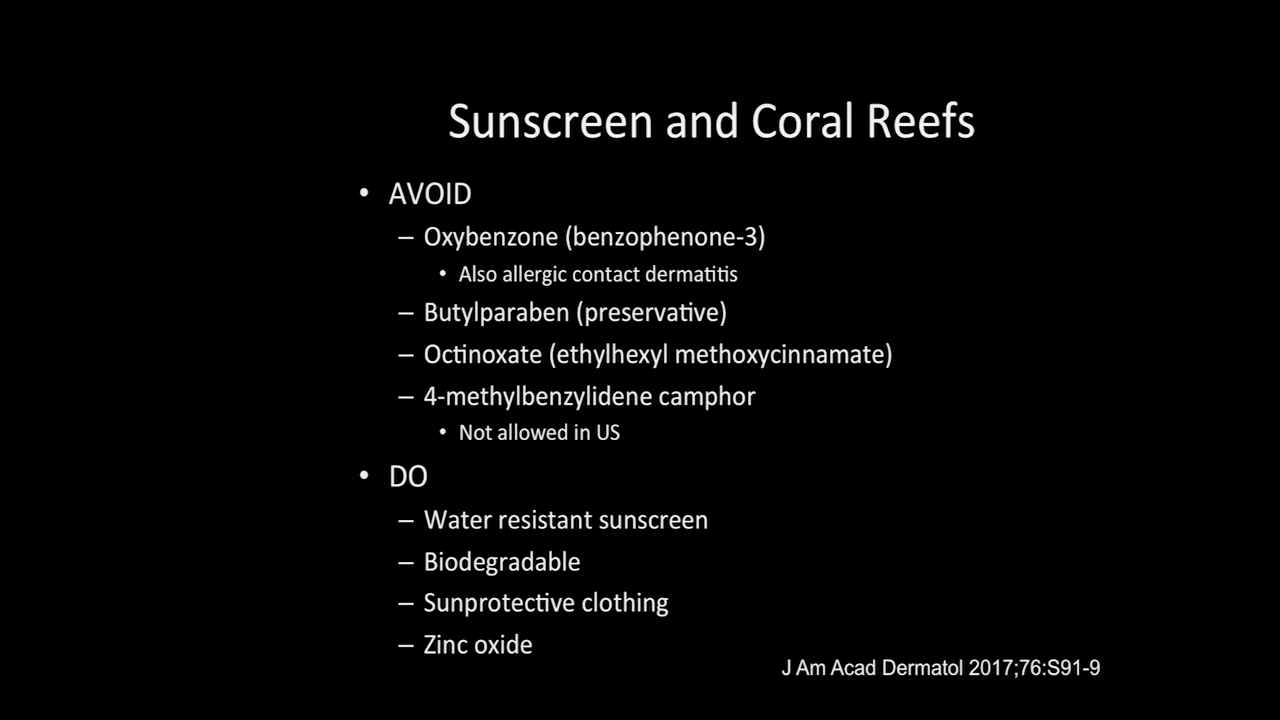 Sunscreen and Coral Reefs
• AVOID
– Oxybenzone (benzophenone-3)
• Also allergic contact dermatitis
– Butylparaben (preservative)
– Octinoxate (ethylhexyl methoxycinnamate)
– 4-methylbenzylidene camphor
• Not allowed in US
• DO
– Water resistant sunscreen
– Biodegradable
– Sunprotective clothing
– Zinc oxide
J Am Acad Dermatol 2017;76:S91-9